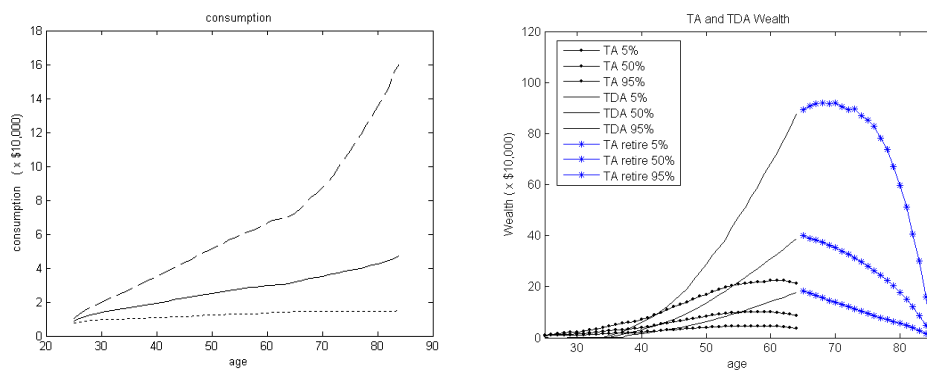 consumption
consumption ( x $10,000)
18
16
14
12
10
8
6
4
2
0
20
30
40
50
60
70
80
90
age
TA and TDA Wealth
Wealth ( x $10,000)
120
100
80
60
40
20
0
TA 5%
TA 50%
TA 95%
TDA 5%
TDA 50%
TDA 95%
TA retire 5%
TA retire 50%
TA retire 95%
30
40
50
60
70
80
age